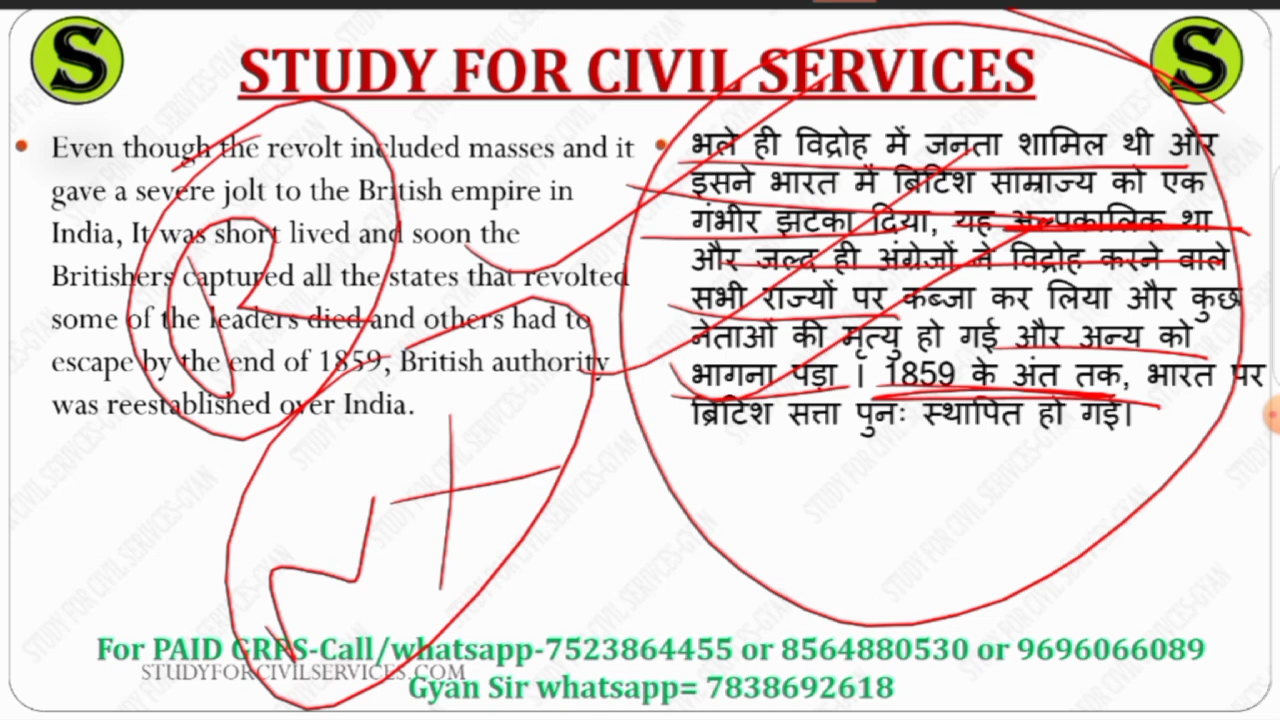 S
STUDY FOR CIVIL SERVICES
S
• Even though the revolt included masses and it
gave a severe jolt to the British empire in
India, It was short lived and soon the
Britishers captured all the states that revolted
some of the leaders died and others had to
escape by the end of 1859, British authority
was reestablished over India.
• भले ही विद्रोह में जनता शामिल थी और
इसने भारत में ब्रिटिश साम्राज्य को एक
गंभीर झटका दिया, यह अल्पकालिक था
और जल्द ही अंग्रेजों ने विद्रोह करने वाले
सभी राज्यों पर कब्जा कर लिया और कुछ
नेताओं की मृत्यु हो गई और अन्य को
भागना पड़ा । 1859 के अंत तक, भारत पर
ब्रिटिश सत्ता पुनः स्थापित हो गई।
For PAID GRPS-Call/whatsapp-7523864455 or 8564880530 or 9696066089
STUDYFORCIVILSERVICES.COM
Gyan Sir whatsapp= 7838692618